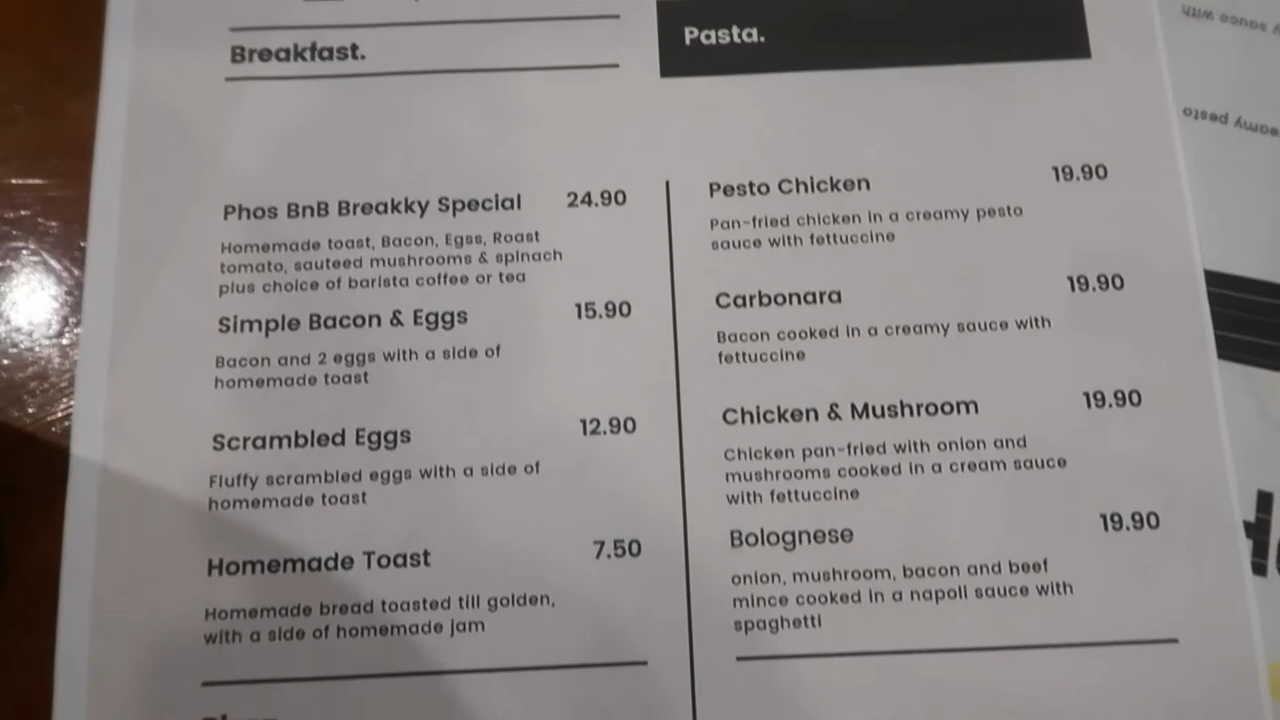 Breakfast.
Phos BnB Breakky Special 24.90
Homemade toast, Bacon, Egss, Roast
tomato, sauteed mushrooms & spinach
plus choice of barista coffee or tea
Simple Bacon & Eggs 15.90
Bacon and 2 eggs with a side of
homemade toast
Scrambled Eggs 12.90
Fluffy scrambled eggs with a side of
homemade toast
Homemade Toast 7.50
Homemade bread toasted till golden,
with a side of homemade jam
Pasta.
Pesto Chicken 19.90
Pan-fried chicken in a creamy pesto
sauce with fettuccine
Carbonara 19.90
Bacon cooked in a creamy sauce with
fettuccine
Chicken & Mushroom 19.90
Chicken pan-fried with onion and
mushrooms cooked in a cream sauce
with fettuccine
Bolognese 19.90
onion, mushroom, bacon and beef
mince cooked in a napoli sauce with
spaghetti
sauce with
pesto